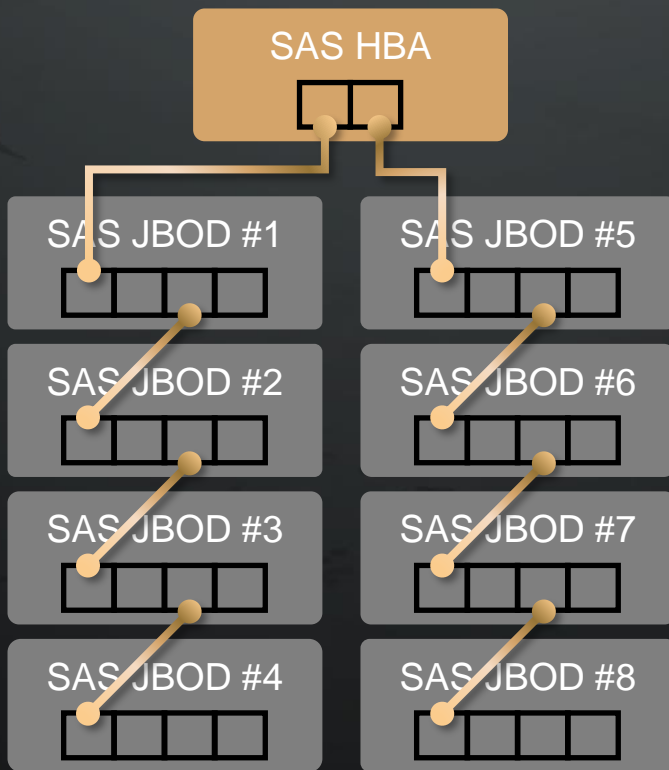 SAS HBA
SAS JBOD #1
SAS JBOD #5
SAS JBOD #2
SAS JBOD #6
SAS JBOD #3
SAS JBOD #7
SAS JBOD #4
SAS JBOD #8